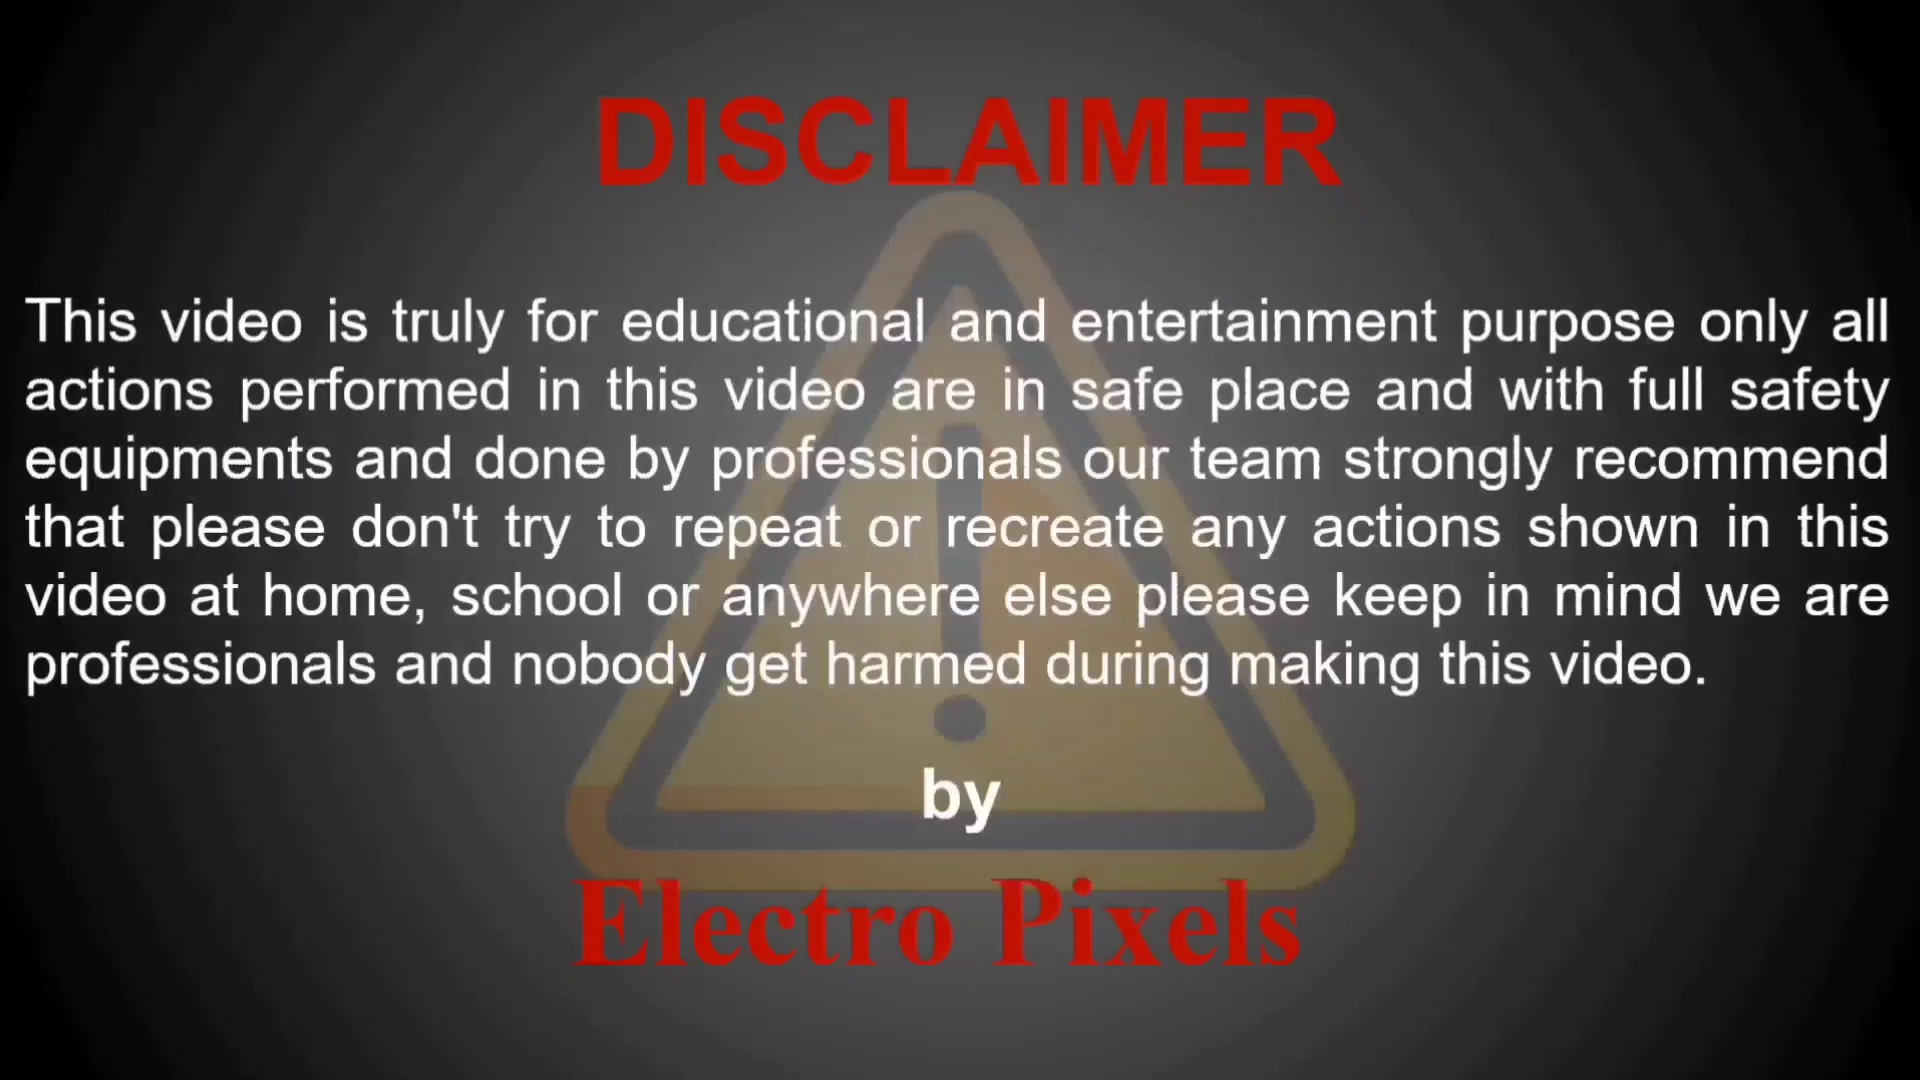 DISCLAIMER
This video is truly for educational and entertainment purpose only all
actions performed in this video are in safe place and with full safety
equipments and done by professionals our team strongly recommend
that please don't try to repeat or recreate any actions shown in this
video at home, school or anywhere else please keep in mind we are
professionals and nobody get harmed during making this video.
by
Electro Pixels